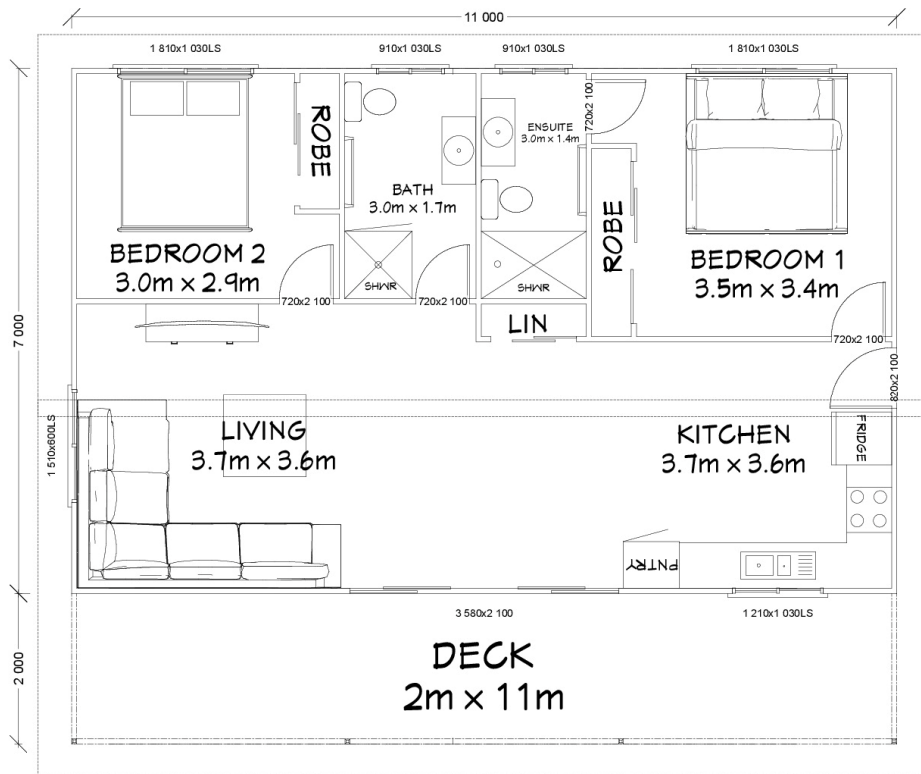 11 000
1 810x1 030LS
910x1 030LS
910x1 030LS
1 810x1 030LS
ROBE
720x2 100
ENSUITE
3.0m x 1.4m
BATH
3.0m x 1.7m
ROBE
BEDROOM 2
3.0m x 2.9m
BEDROOM 1
3.5m x 3.4m
SHWR
SHWR
720x2 100
720x2 100
LIN
7 000
720x2 100
820x2 100
1 510x600LS
LIVING
3.7m x 3.6m
KITCHEN
3.7m x 3.6m
FRIDGE
PNTRY
3 580x2 100
1 210x1 030LS
2 000
DECK
2m x 11m